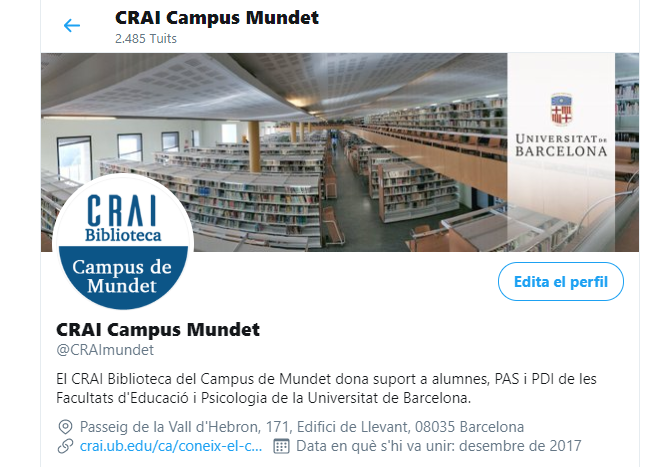 CRAI Campus Mundet
2.485 Tuits
UNIVERSITAT DE
BARCELONA
CRAI
Biblioteca
Campus de
Mundet
Edita el perfil
CRAI Campus Mundet
@CRAImundet
El CRAI Biblioteca del Campus de Mundet dona suport a alumnes, PAS i PDI de les
Facultats d'Educació i Psicologia de la Universitat de Barcelona.
Passeig de la Vall d'Hebron, 171, Edifici de Llevant, 08035 Barcelona
crai.ub.edu/ca/coneix-el-c... Data en què s'hi va unir: desembre de 2017